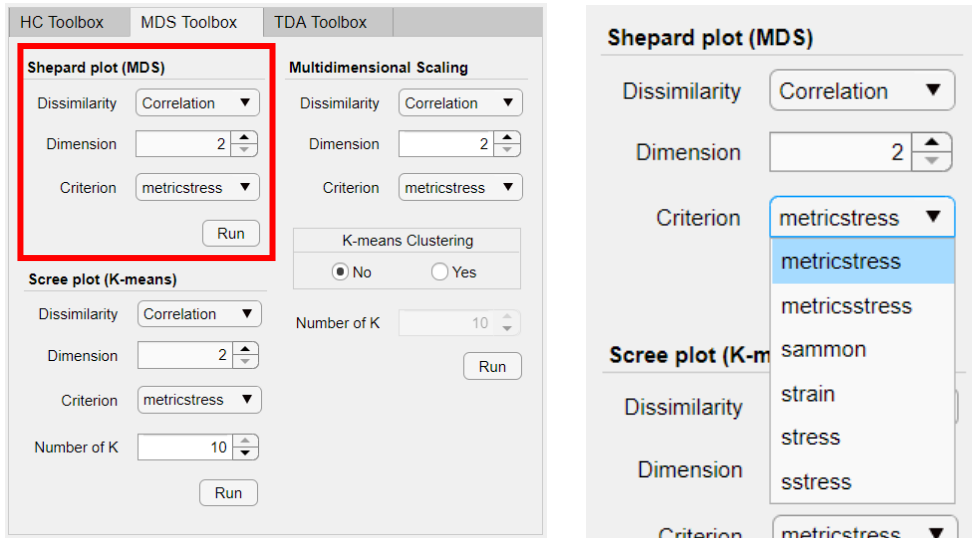 HC Toolbox
MDS Toolbox
TDA Toolbox
Shepard plot (MDS)
Dissimilarity
Correlation
Dimension
2
Criterion
metricstress
Run
Scree plot (K-means)
Dissimilarity
Correlation
Dimension
2
Criterion
metricstress
Number of K
10
Run
Multidimensional Scaling
Dissimilarity
Correlation
Dimension
2
Criterion
metricstress
K-means Clustering
No
Yes
Number of K
10
Run
Shepard plot (MDS)
Dissimilarity
Correlation
Dimension
2
Criterion
metricstress
metricstress
metricsstress
sammon
strain
stress
sstress
Scree plot (K-m
Dissimilarity
Dimension
Criterion
metricstress